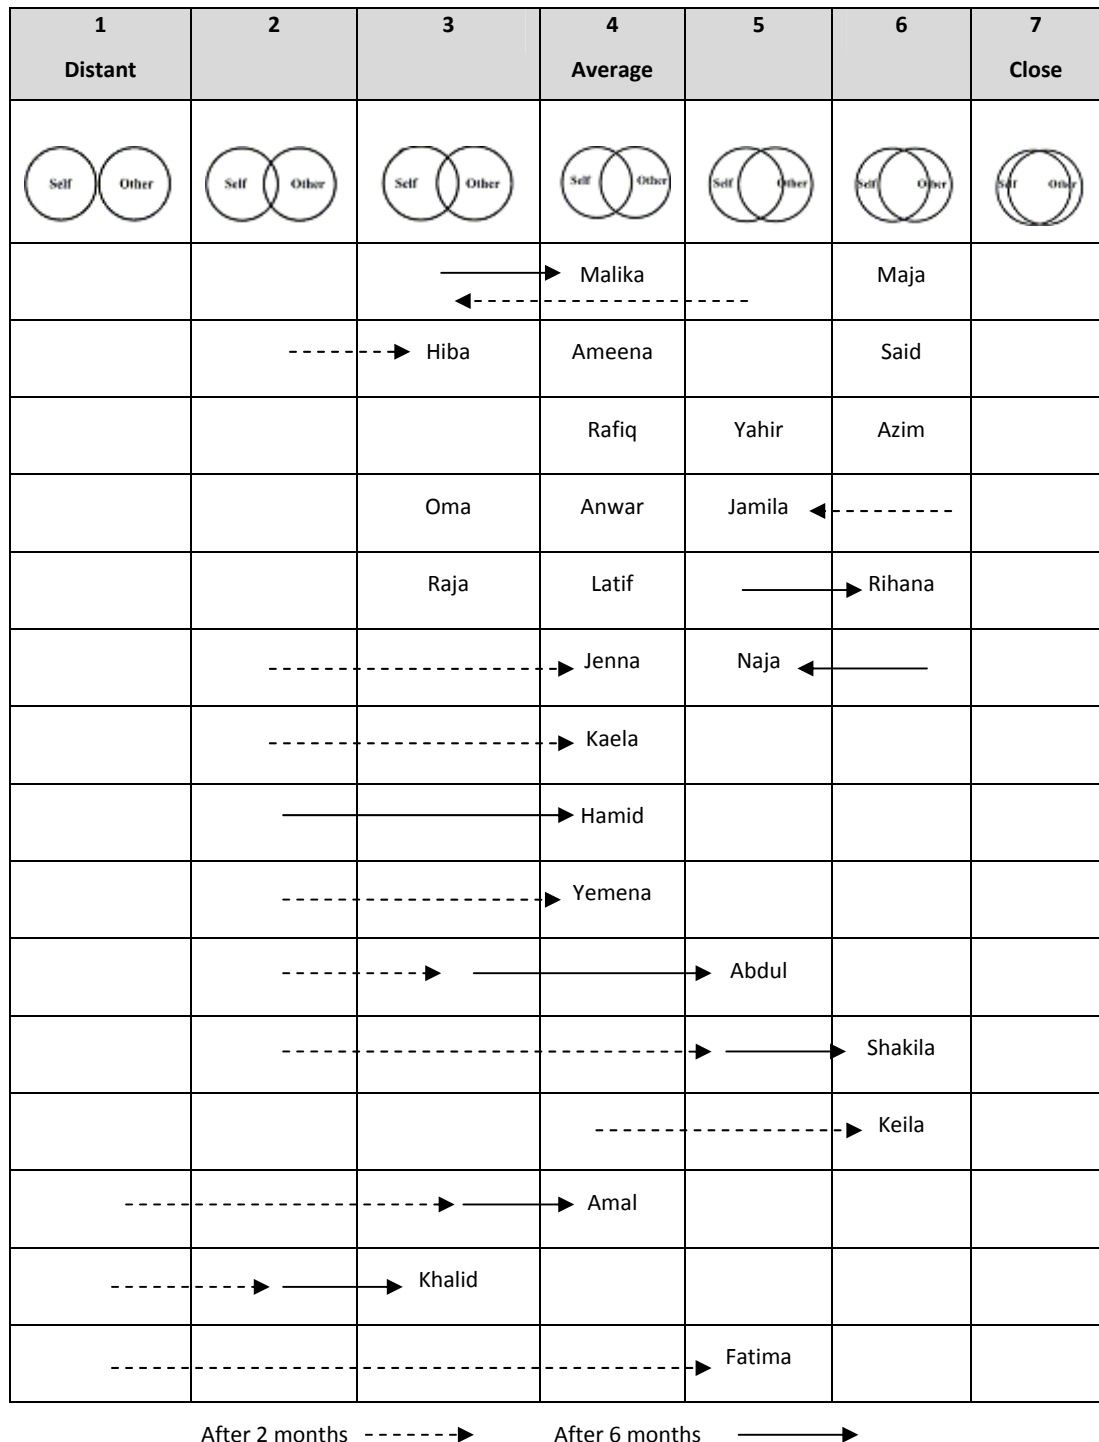 1 2 3 4 5 6 7
Distant Average Close
Self Other Self Other Self Other Self Other Self Other Self Other Self Other
Malika Maja
Hiba Ameena Said
Rafiq Yahir Azim
Oma Anwar Jamila
Raja Latif Rihana
Jenna Naja
Kaela
Hamid
Yemena
Abdul
Shakila
Keila
Amal
Khalid
Fatima
After 2 months After 6 months